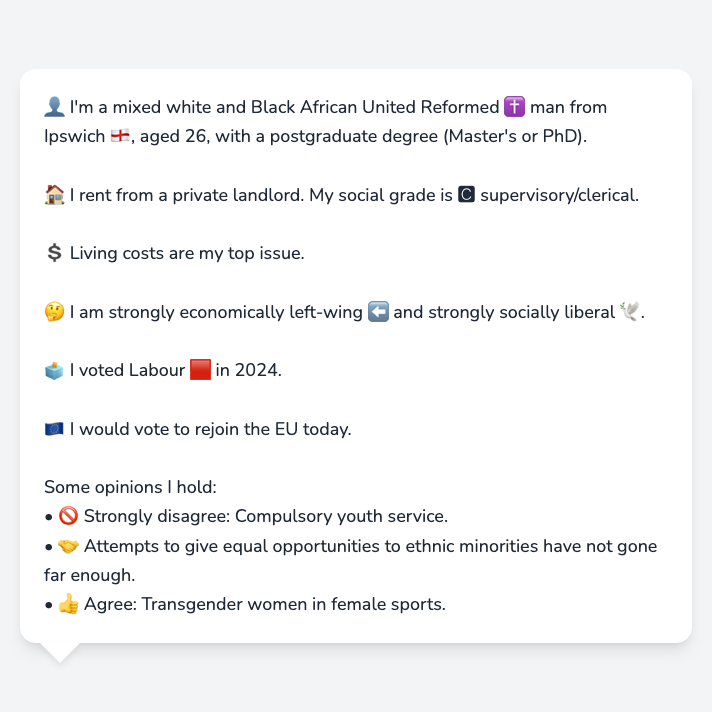 👤 I'm a mixed white and Black African United Reformed ✝️ man from
Ipswich 🏴󠁧󠁢󠁥󠁮󠁧󠁿, aged 26, with a postgraduate degree (Master's or PhD).
🏠 I rent from a private landlord. My social grade is 🅲 supervisory/clerical.
💲 Living costs are my top issue.
🤔 I am strongly economically left-wing ⬅️ and strongly socially liberal 🕊️.
🗳️ I voted Labour 🟥 in 2024.
🇪🇺 I would vote to rejoin the EU today.
Some opinions I hold:
• 🚫 Strongly disagree: Compulsory youth service.
• 🤝 Attempts to give equal opportunities to ethnic minorities have not gone
far enough.
• 👍 Agree: Transgender women in female sports.